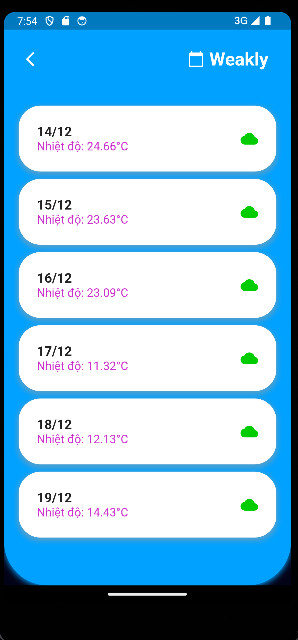 7:54
3G
Weakly
14/12
Nhiệt độ: 24.66°C
15/12
Nhiệt độ: 23.63°C
16/12
Nhiệt độ: 23.09°C
17/12
Nhiệt độ: 11.32°C
18/12
Nhiệt độ: 12.13°C
19/12
Nhiệt độ: 14.43°C